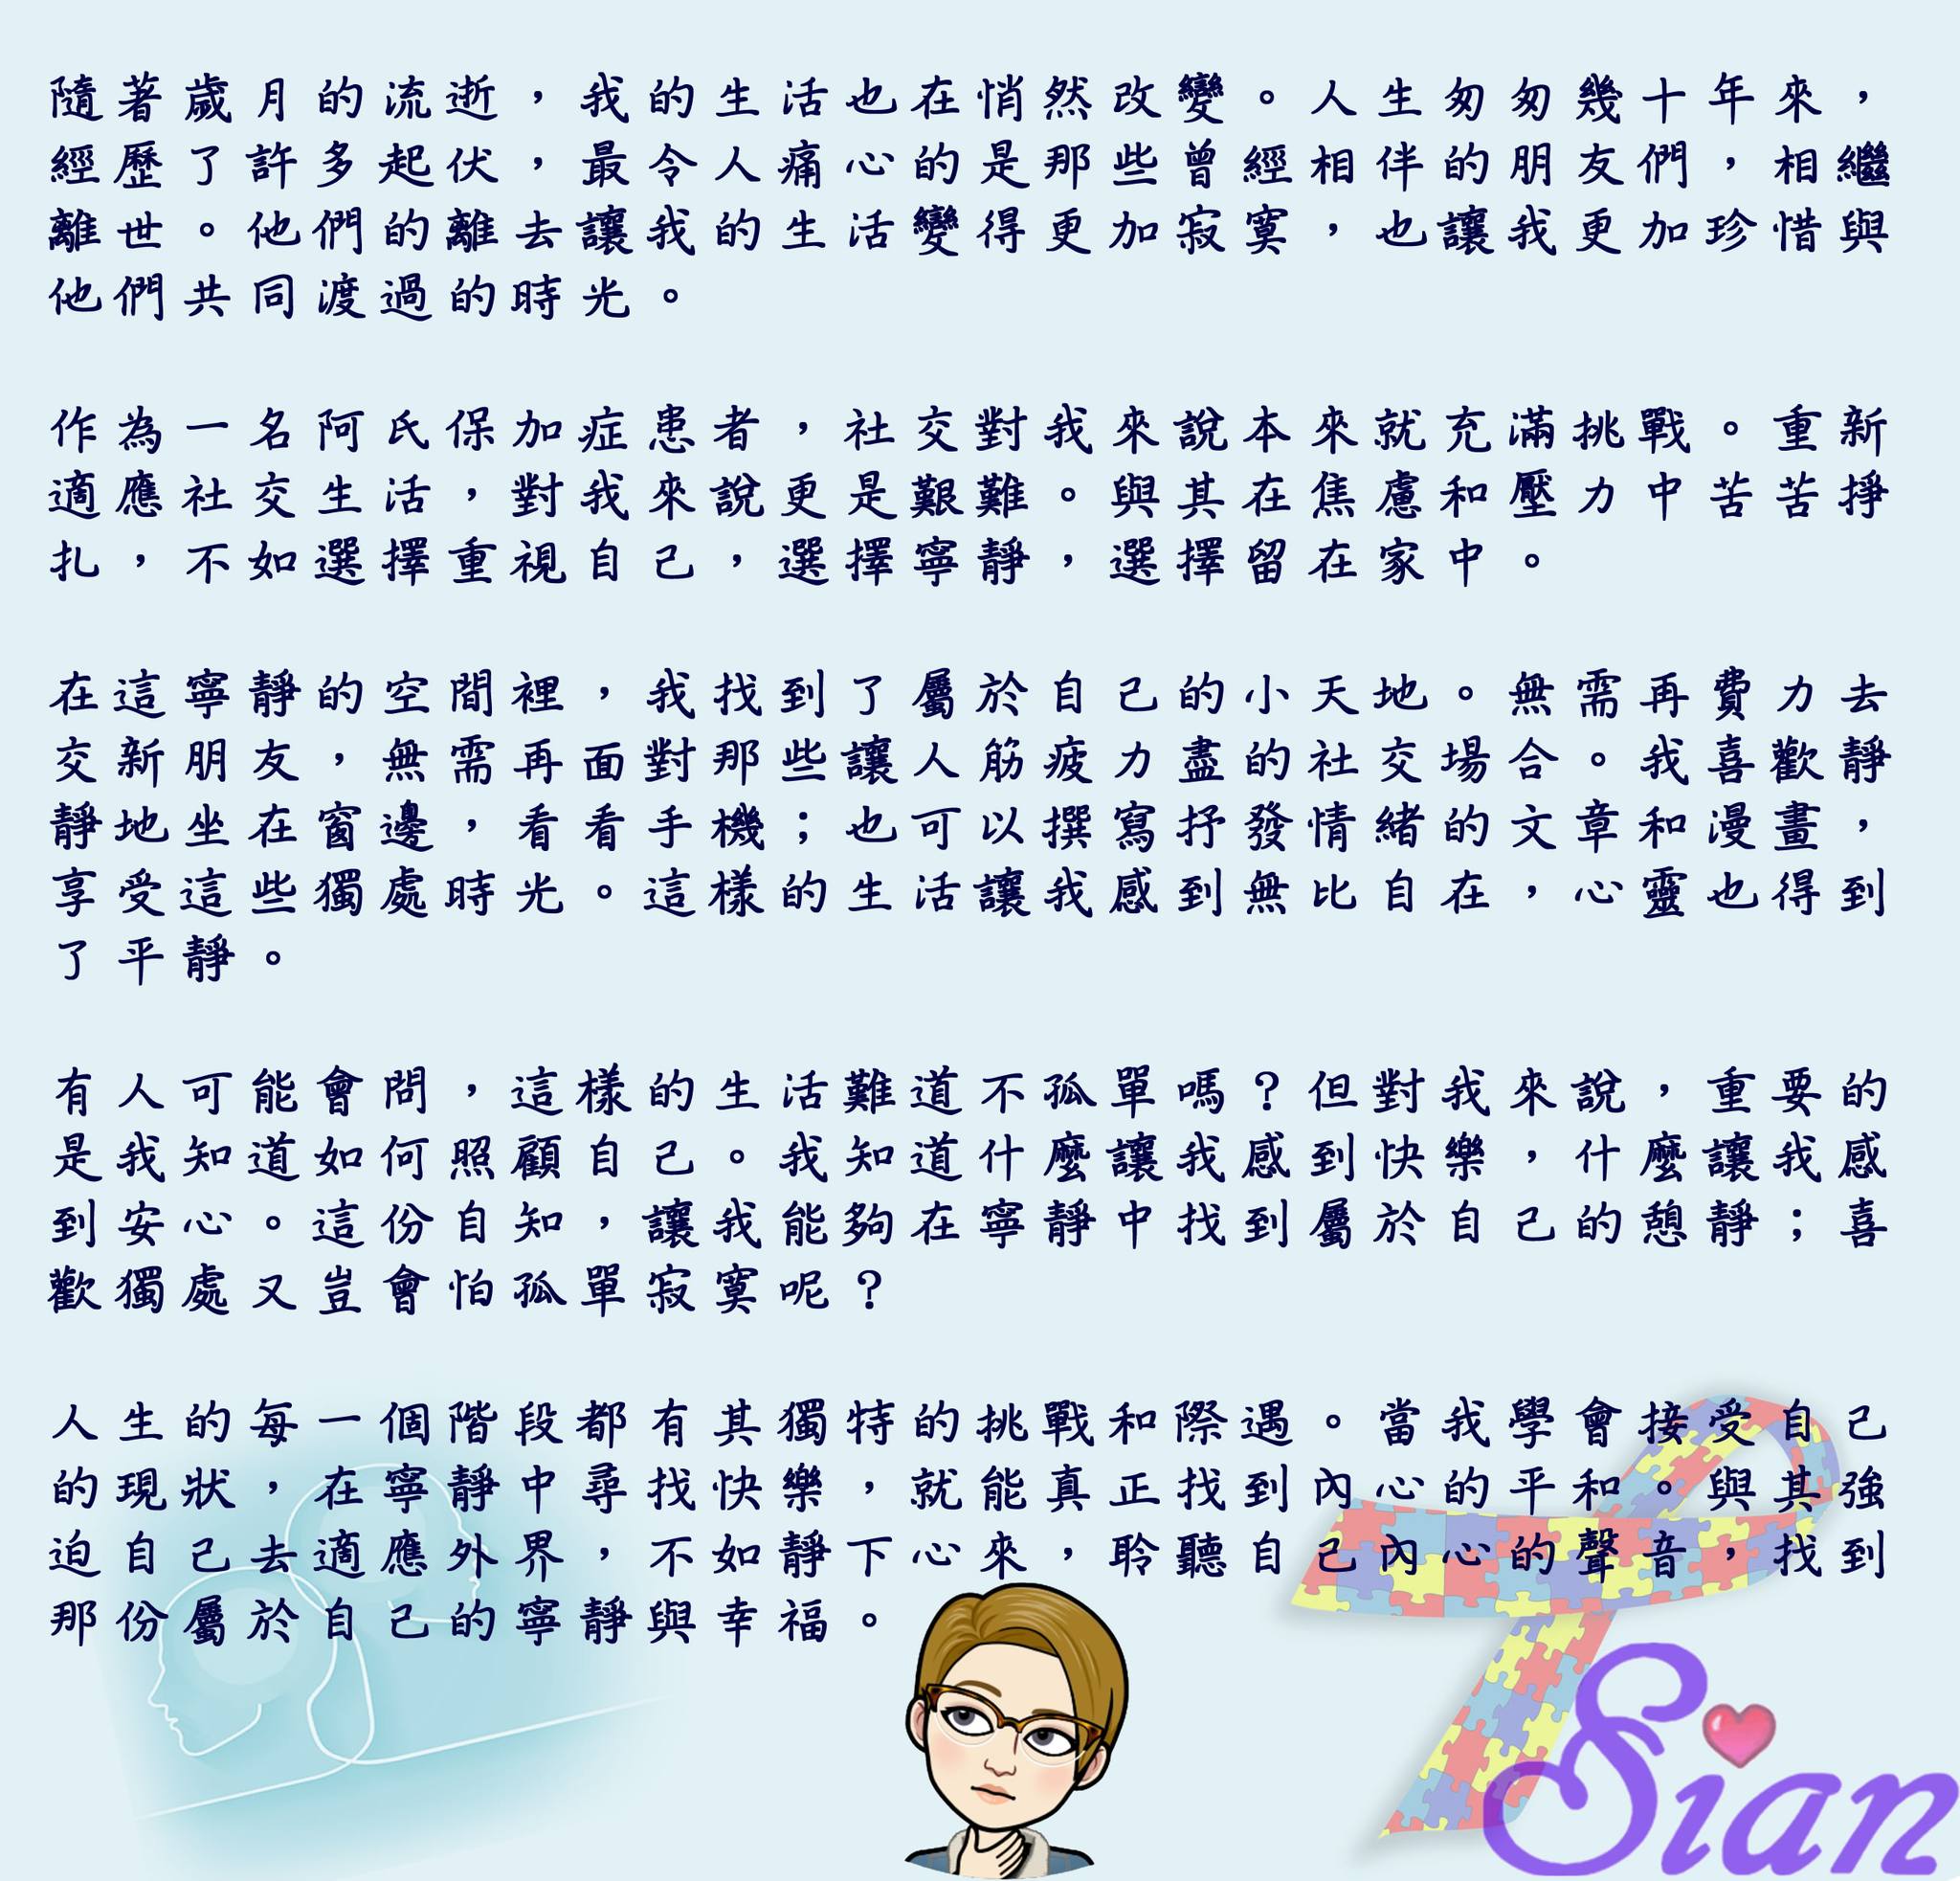 隨著歲月的流逝，我的生活也在悄然改變。人生匆匆幾十年來，
經歷了許多起伏，最令人痛心的是那些曾經相伴的朋友們，相繼
離世。他們的離去讓我的生活變得更加寂寞，也讓我更加珍惜與
他們共同渡過的時光。
作為一名阿氏保加症患者，社交對我來說本來就充滿挑戰。重新
適應社交生活，對我來說更是艱難。與其在焦慮和壓力中苦苦掙
扎，不如選擇重視自己，選擇寧靜，選擇留在家中。
在這寧靜的空間裡，我找到了屬於自己的小天地。無需再費力去
交新朋友，無需再面對那些讓人筋疲力盡的社交場合。我喜歡靜
靜地坐在窗邊，看看手機；也可以撰寫抒發情緒的文章和漫畫，
享受這些獨處時光。這樣的生活讓我感到無比自在，心靈也得到
了平靜。
有人可能會問，這樣的生活難道不孤單嗎？但對我來說，重要的
是我知道如何照顧自己。我知道什麼讓我感到快樂，什麼讓我感
到安心。這份自知，讓我能夠在寧靜中找到屬於自己的憩靜；喜
歡獨處又豈會怕孤單寂寞呢？
人生的每一個階段都有其獨特的挑戰和際遇。當我學會接受自己
的現狀，在寧靜中尋找快樂，就能真正找到內心的平和。與其強
迫自己去適應外界，不如靜下心來，聆聽自己內心的聲音，找到
那份屬於自己的寧靜與幸福。
Sian